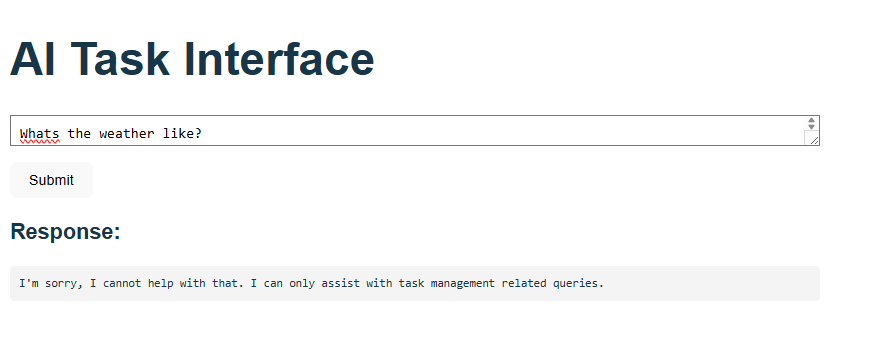 AI Task Interface
Whats the weather like?
Submit
Response:
I'm sorry, I cannot help with that. I can only assist with task management related queries.